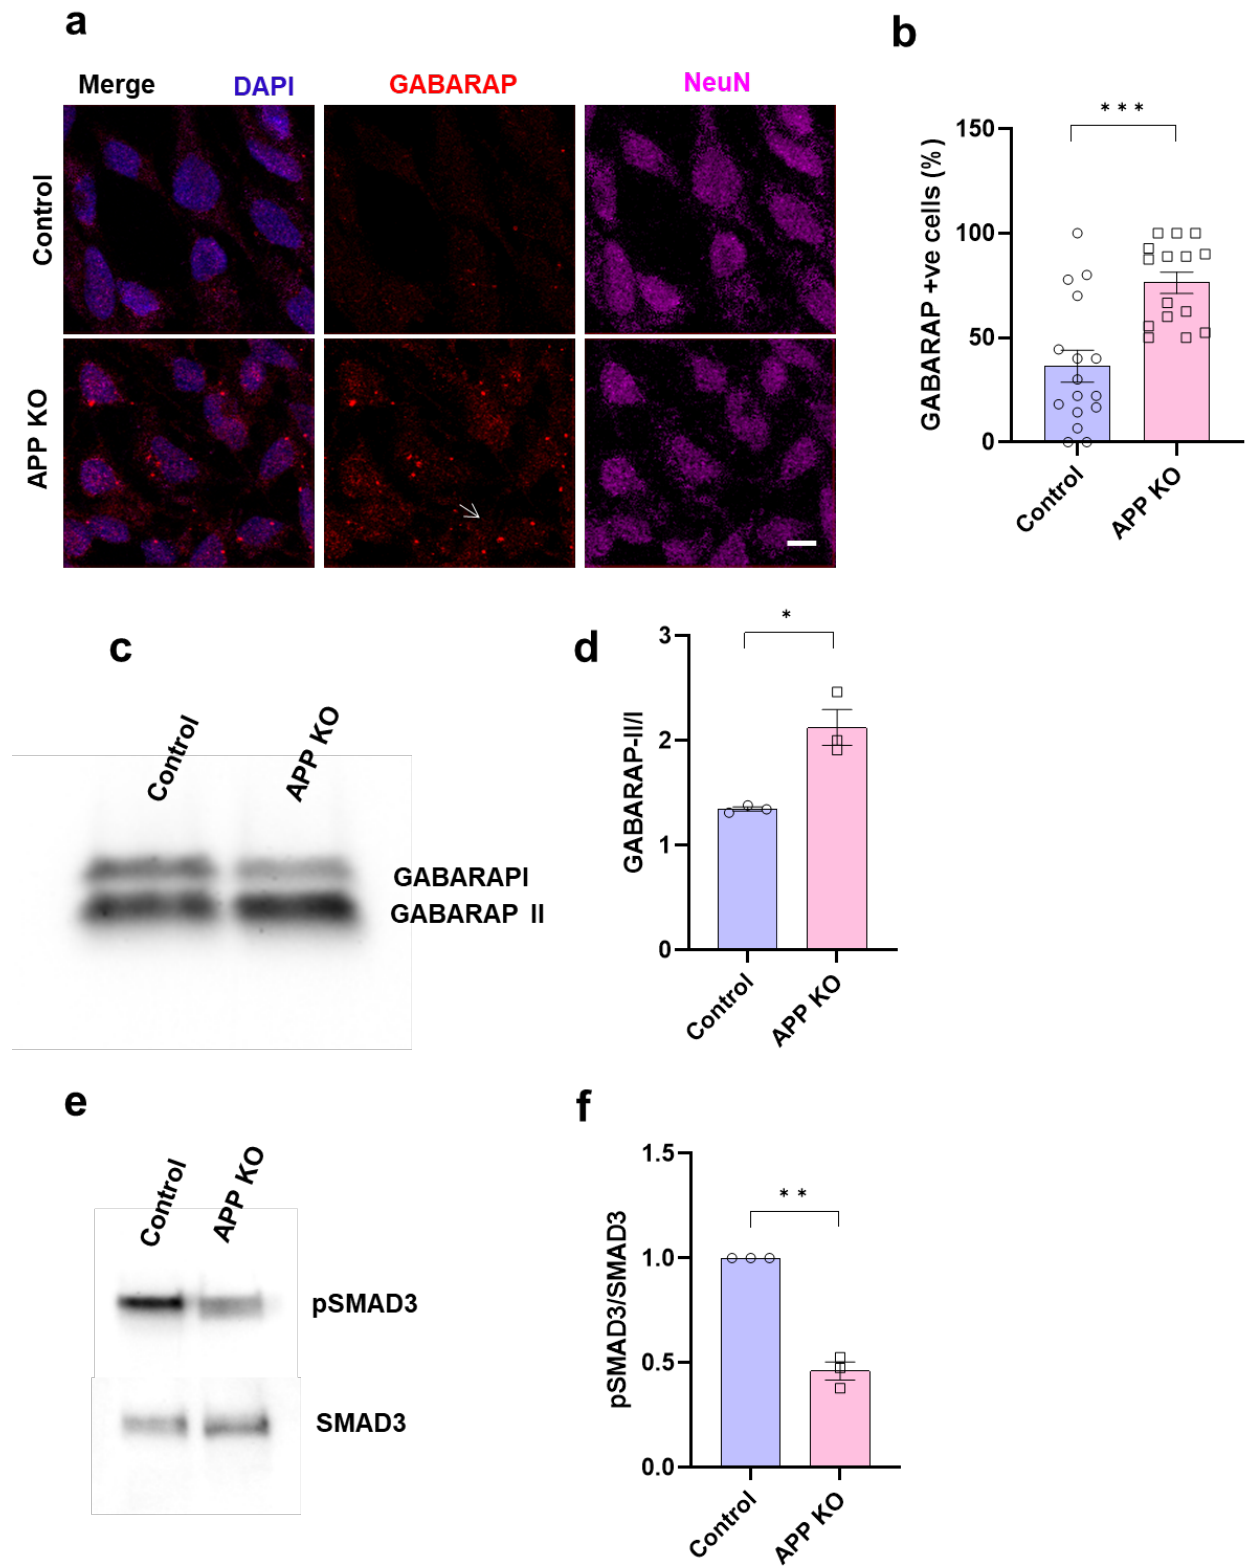 a
Merge DAPI GABARAP NeuN
Control
APP KO
b
GABARAP +ve cells (%)
150
100
50
0
***
Control
APP KO
c
Control
APP KO
GABARAPI
GABARAP II
d
GABARAP-II/I
3
2
1
0
*
Control
APP KO
e
Control
APP KO
pSMAD3
SMAD3
f
pSMAD3/SMAD3
1.5
1.0
0.5
0.0
**
Control
APP KO